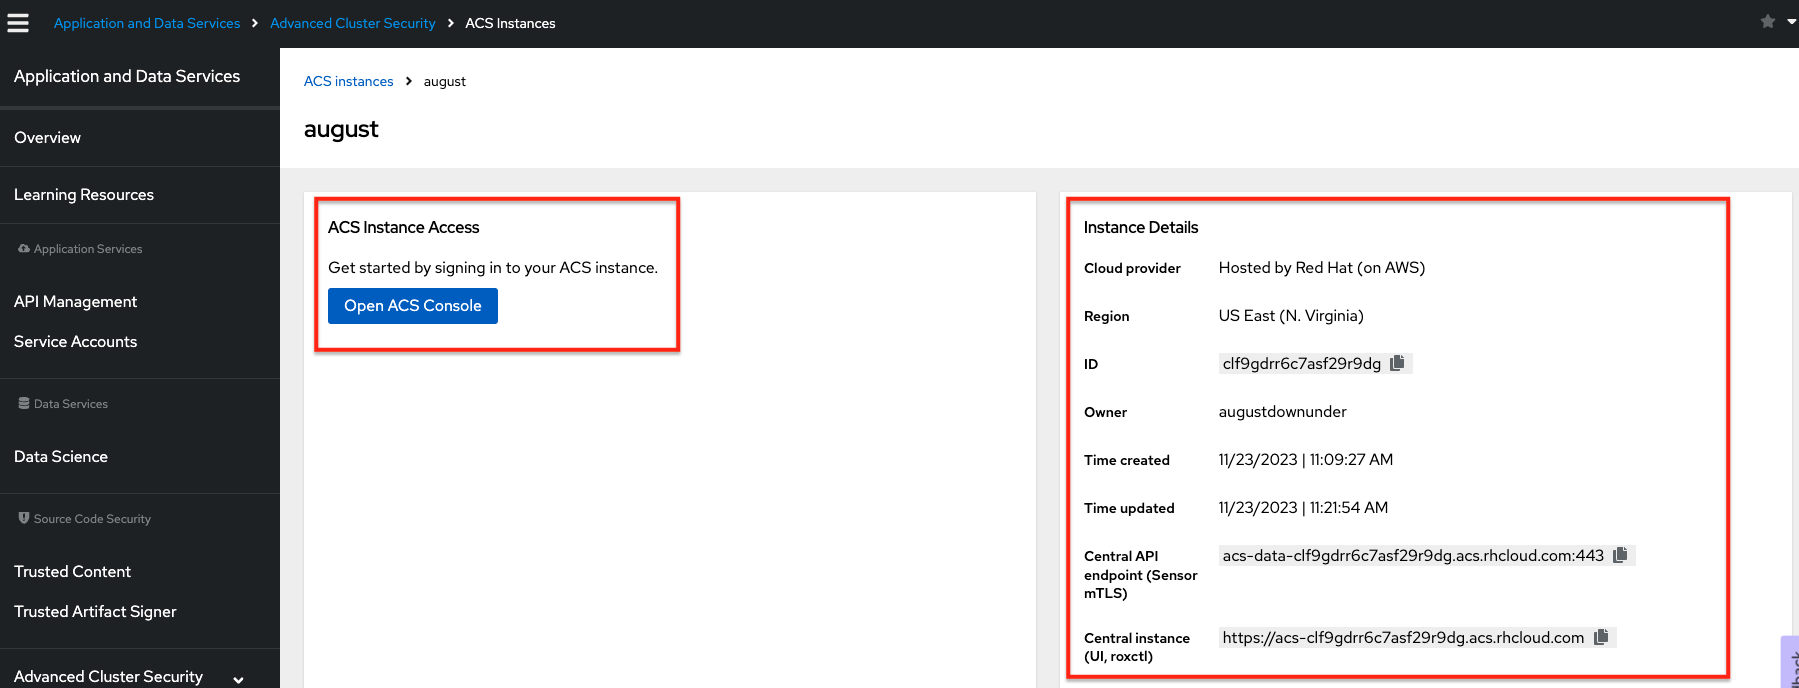 Application and Data Services > Advanced Cluster Security > ACS Instances
Application and Data Services
Overview
Learning Resources
Application Services
API Management
Service Accounts
Data Services
Data Science
Source Code Security
Trusted Content
Trusted Artifact Signer
Advanced Cluster Security
ACS instances > august
august
ACS Instance Access
Get started by signing in to your ACS instance.
Open ACS Console
Instance Details
Cloud provider Hosted by Red Hat (on AWS)
Region US East (N. Virginia)
ID clf9gdrr6c7asf29r9dg
Owner augustdownunder
Time created 11/23/2023 | 11:09:27 AM
Time updated 11/23/2023 | 11:21:54 AM
Central API acs-data-clf9gdrr6c7asf29r9dg.acs.rhcloud.com:443
endpoint (Sensor
mTLS)
Central instance https://acs-clf9gdrr6c7asf29r9dg.acs.rhcloud.com
(UI, roxctl)